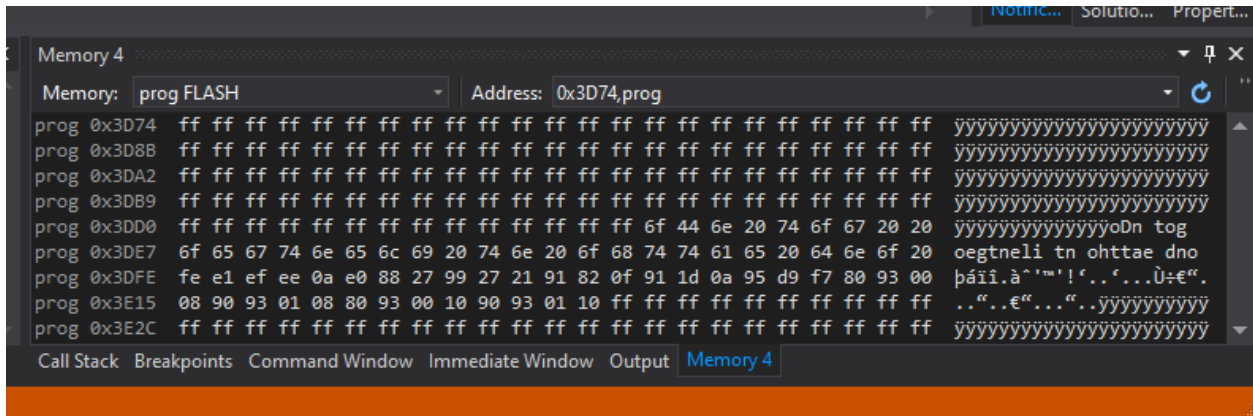 Notific... Solutio... Propert...
Memory 4
Memory: prog FLASH Address: 0x3D74,prog
prog 0x3D74 ff ff ff ff ff ff ff ff ff ff ff ff ff ff ff ff ff ff ff ff ff ff ff ÿÿÿÿÿÿÿÿÿÿÿÿÿÿÿÿÿÿÿÿÿÿÿ
prog 0x3D8B ff ff ff ff ff ff ff ff ff ff ff ff ff ff ff ff ff ff ff ff ff ff ff ÿÿÿÿÿÿÿÿÿÿÿÿÿÿÿÿÿÿÿÿÿÿÿ
prog 0x3DA2 ff ff ff ff ff ff ff ff ff ff ff ff ff ff ff ff ff ff ff ff ff ff ff ÿÿÿÿÿÿÿÿÿÿÿÿÿÿÿÿÿÿÿÿÿÿÿ
prog 0x3DB9 ff ff ff ff ff ff ff ff ff ff ff ff ff ff ff ff ff ff ff ff ff ff ff ÿÿÿÿÿÿÿÿÿÿÿÿÿÿÿÿÿÿÿÿÿÿÿ
prog 0x3DD0 ff ff ff ff ff ff ff ff ff ff ff ff ff ff 6f 44 6e 20 74 6f 67 20 20 ÿÿÿÿÿÿÿÿÿÿÿÿÿÿoDn tog
prog 0x3DE7 6f 65 67 74 6e 65 6c 69 20 74 6e 20 6f 68 74 74 61 65 20 64 6e 6f 20 oegtneli tn ohttae dno
prog 0x3DFE fe e1 ef ee 0a e0 88 27 99 27 21 91 82 0f 91 1d 0a 95 d9 f7 80 93 00 þáïî.àˆ'™'!‘‚.‘..•Ù÷€“.
prog 0x3E15 08 90 93 01 08 80 93 00 10 90 93 01 10 ff ff ff ff ff ff ff ff ff ff ..“..€“...“..ÿÿÿÿÿÿÿÿÿÿ
prog 0x3E2C ff ff ff ff ff ff ff ff ff ff ff ff ff ff ff ff ff ff ff ff ff ff ff ÿÿÿÿÿÿÿÿÿÿÿÿÿÿÿÿÿÿÿÿÿÿÿ
Call Stack Breakpoints Command Window Immediate Window Output Memory 4